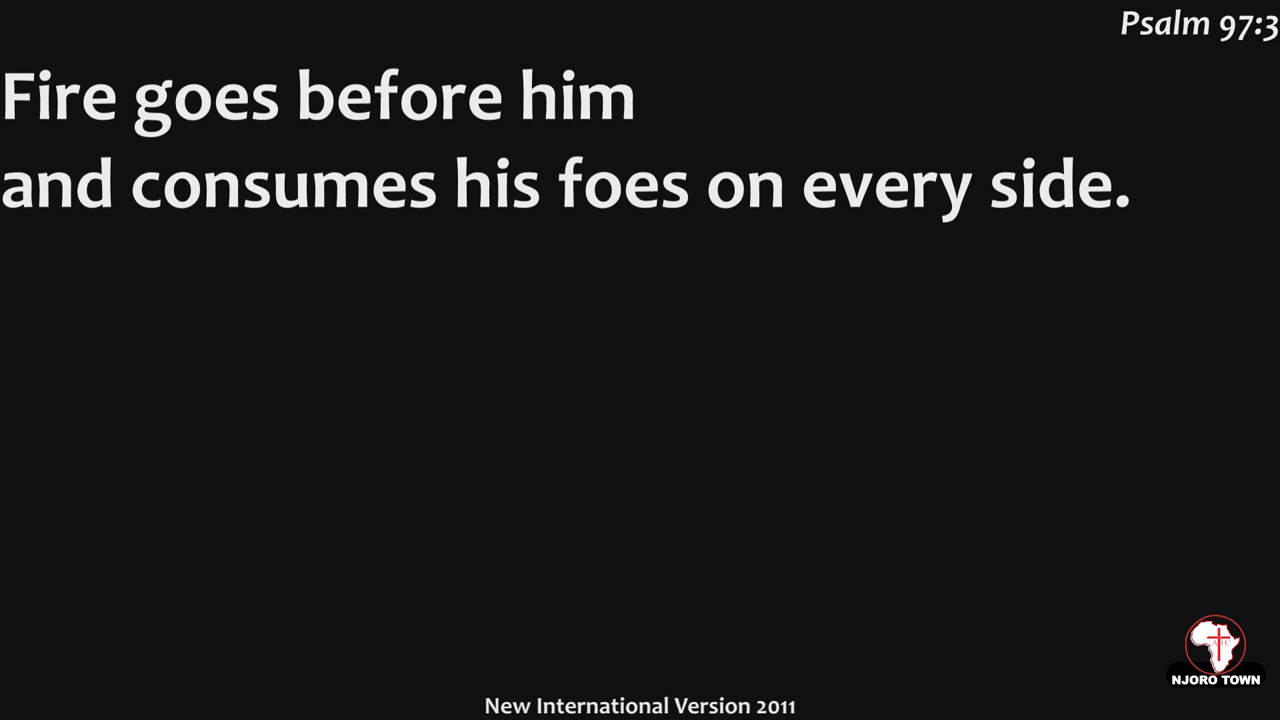 Psalm 97:3
Fire goes before him
and consumes his foes on every side.
NJORO TOWN
New International Version 2011